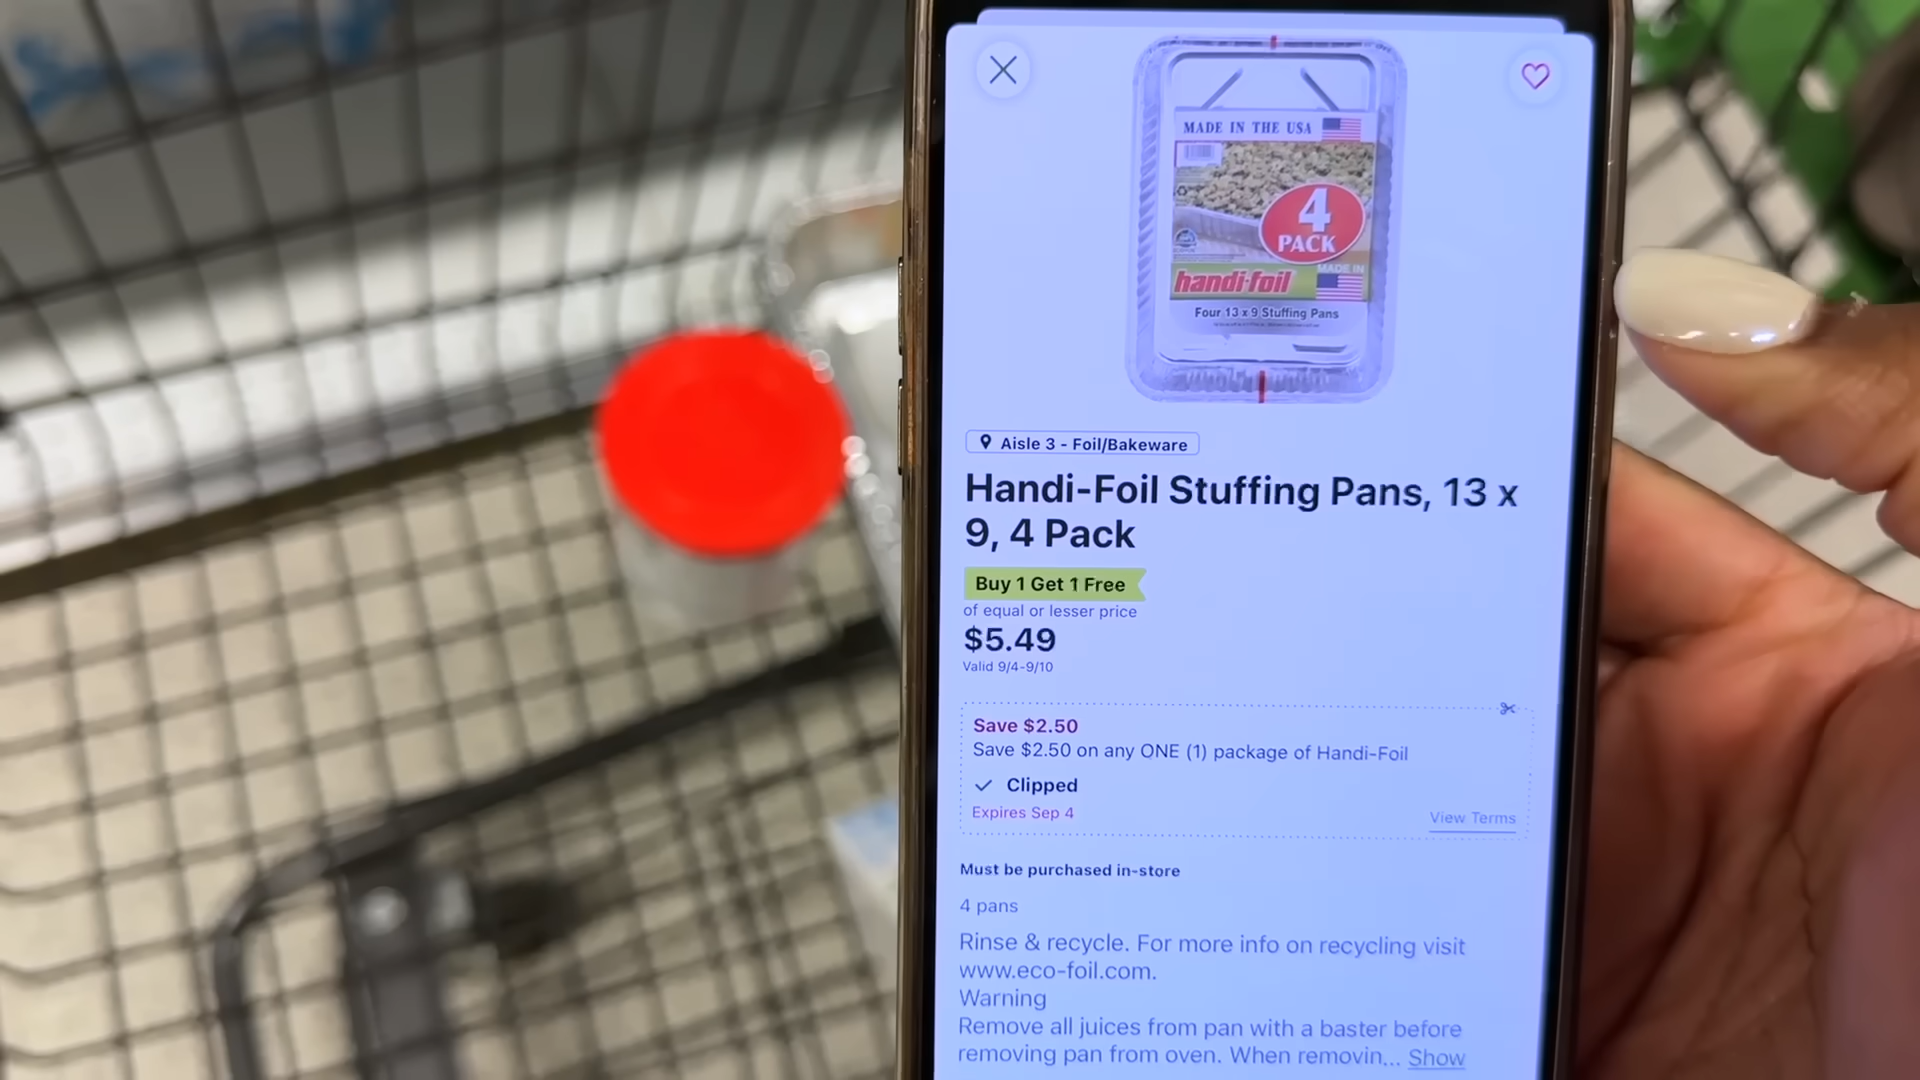 MADE IN THE USA
4
PACK
MADE IN
handi-foil
Four 13 x 9 Stuffing Pans
Aisle 3 - Foil/Bakeware
Handi-Foil Stuffing Pans, 13 x
9, 4 Pack
Buy 1 Get 1 Free
of equal or lesser price
$5.49
Valid 9/4-9/10
Save $2.50
Save $2.50 on any ONE (1) package of Handi-Foil
Clipped
Expires Sep 4
View Terms
Must be purchased in-store
4 pans
Rinse & recycle. For more info on recycling visit
www.eco-foil.com.
Warning
Remove all juices from pan with a baster before
removing pan from oven. When removin... Show